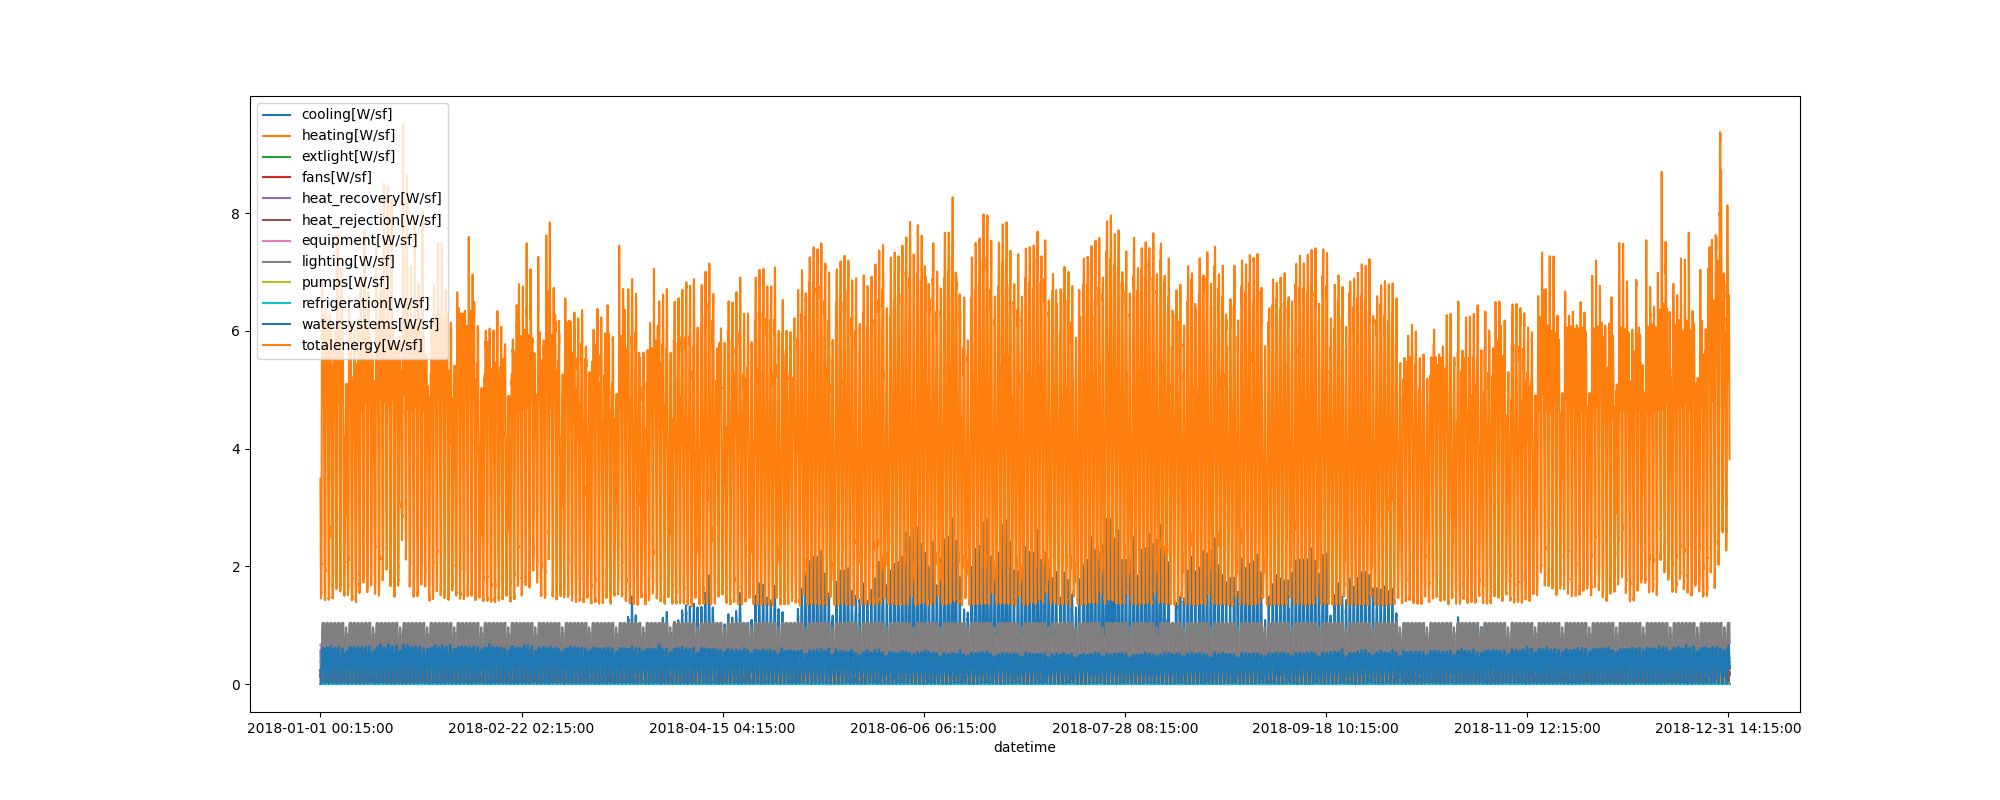 cooling[W/sf]
heating[W/sf]
extlight[W/sf]
fans[W/sf]
heat_recovery[W/sf]
heat_rejection[W/sf]
equipment[W/sf]
lighting[W/sf]
pumps[W/sf]
refrigeration[W/sf]
watersystems[W/sf]
totalenergy[W/sf]
8
6
4
2
0
2018-01-01 00:15:00 2018-02-22 02:15:00 2018-04-15 04:15:00 2018-06-06 06:15:00 2018-07-28 08:15:00 2018-09-18 10:15:00 2018-11-09 12:15:00 2018-12-31 14:15:00
datetime